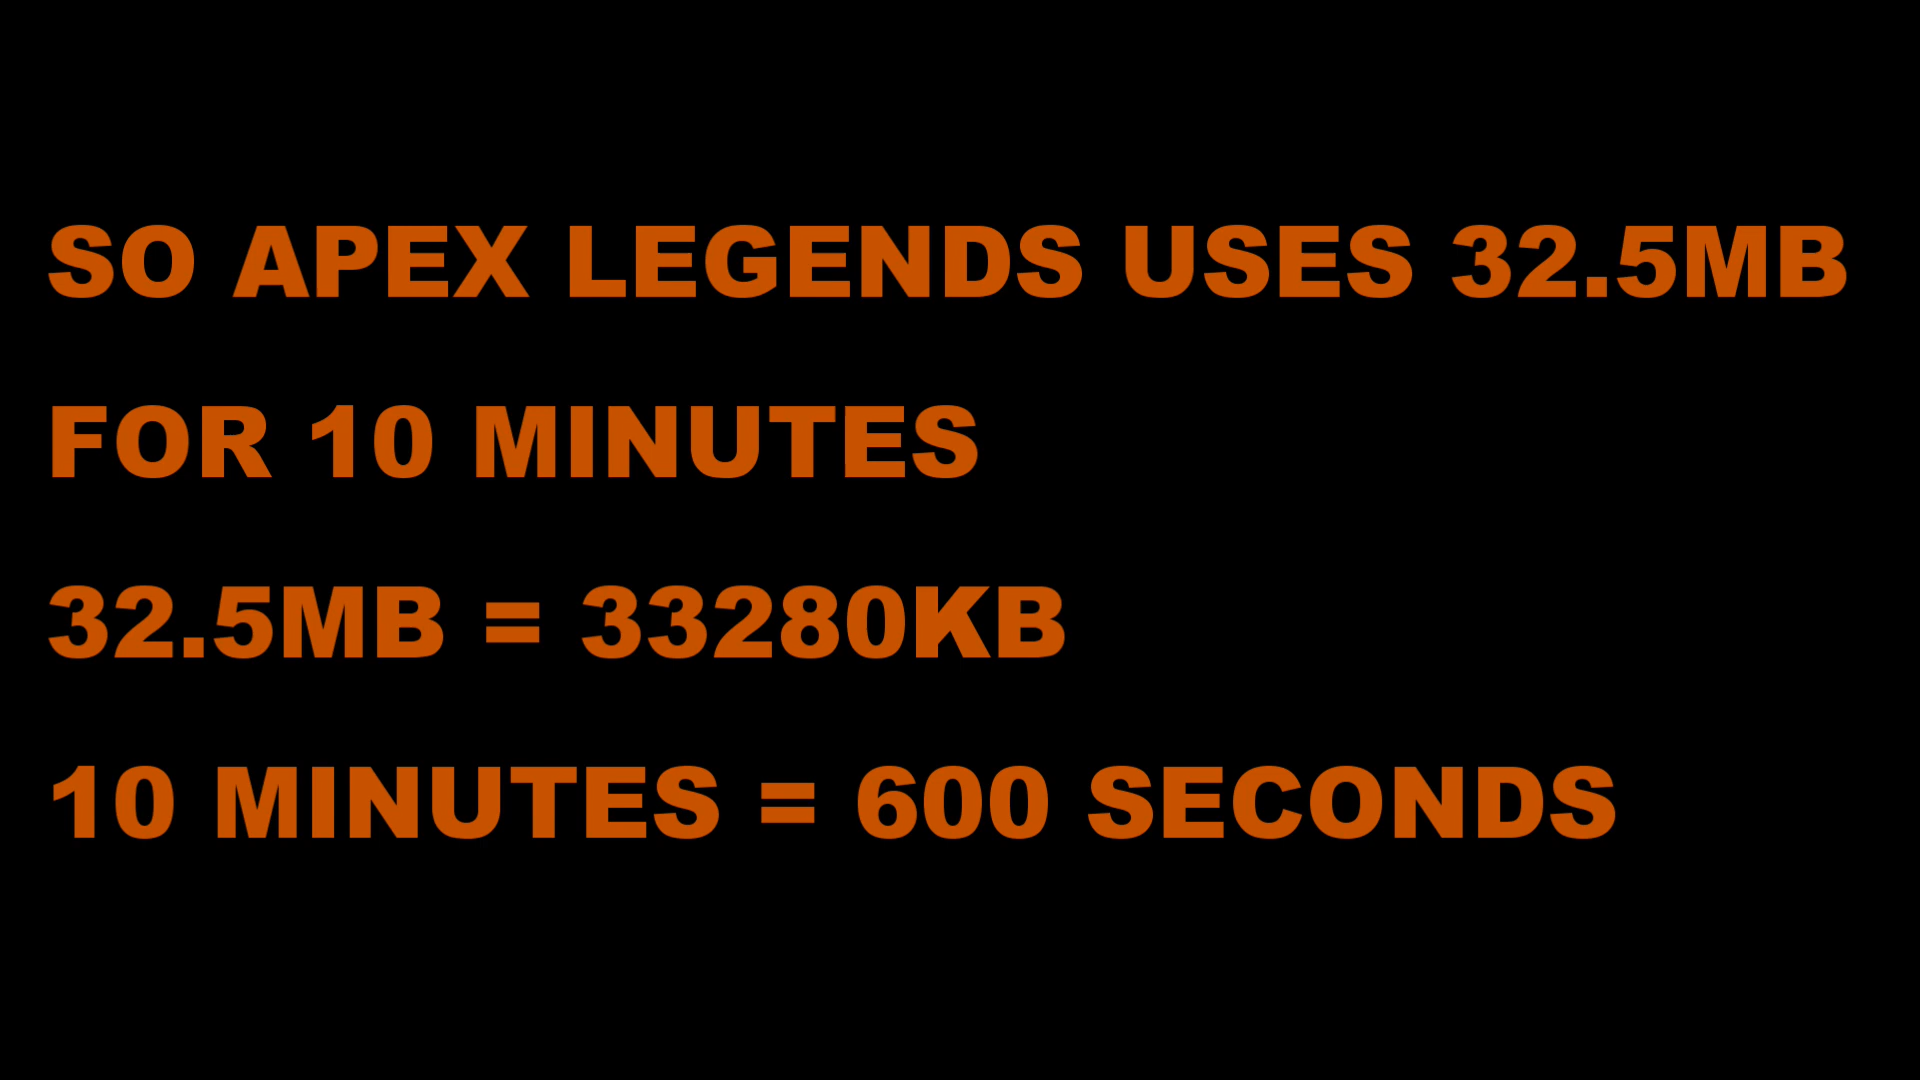 SO APEX LEGENDS USES 32.5MB
FOR 10 MINUTES
32.5MB = 33280KB
10 MINUTES = 600 SECONDS